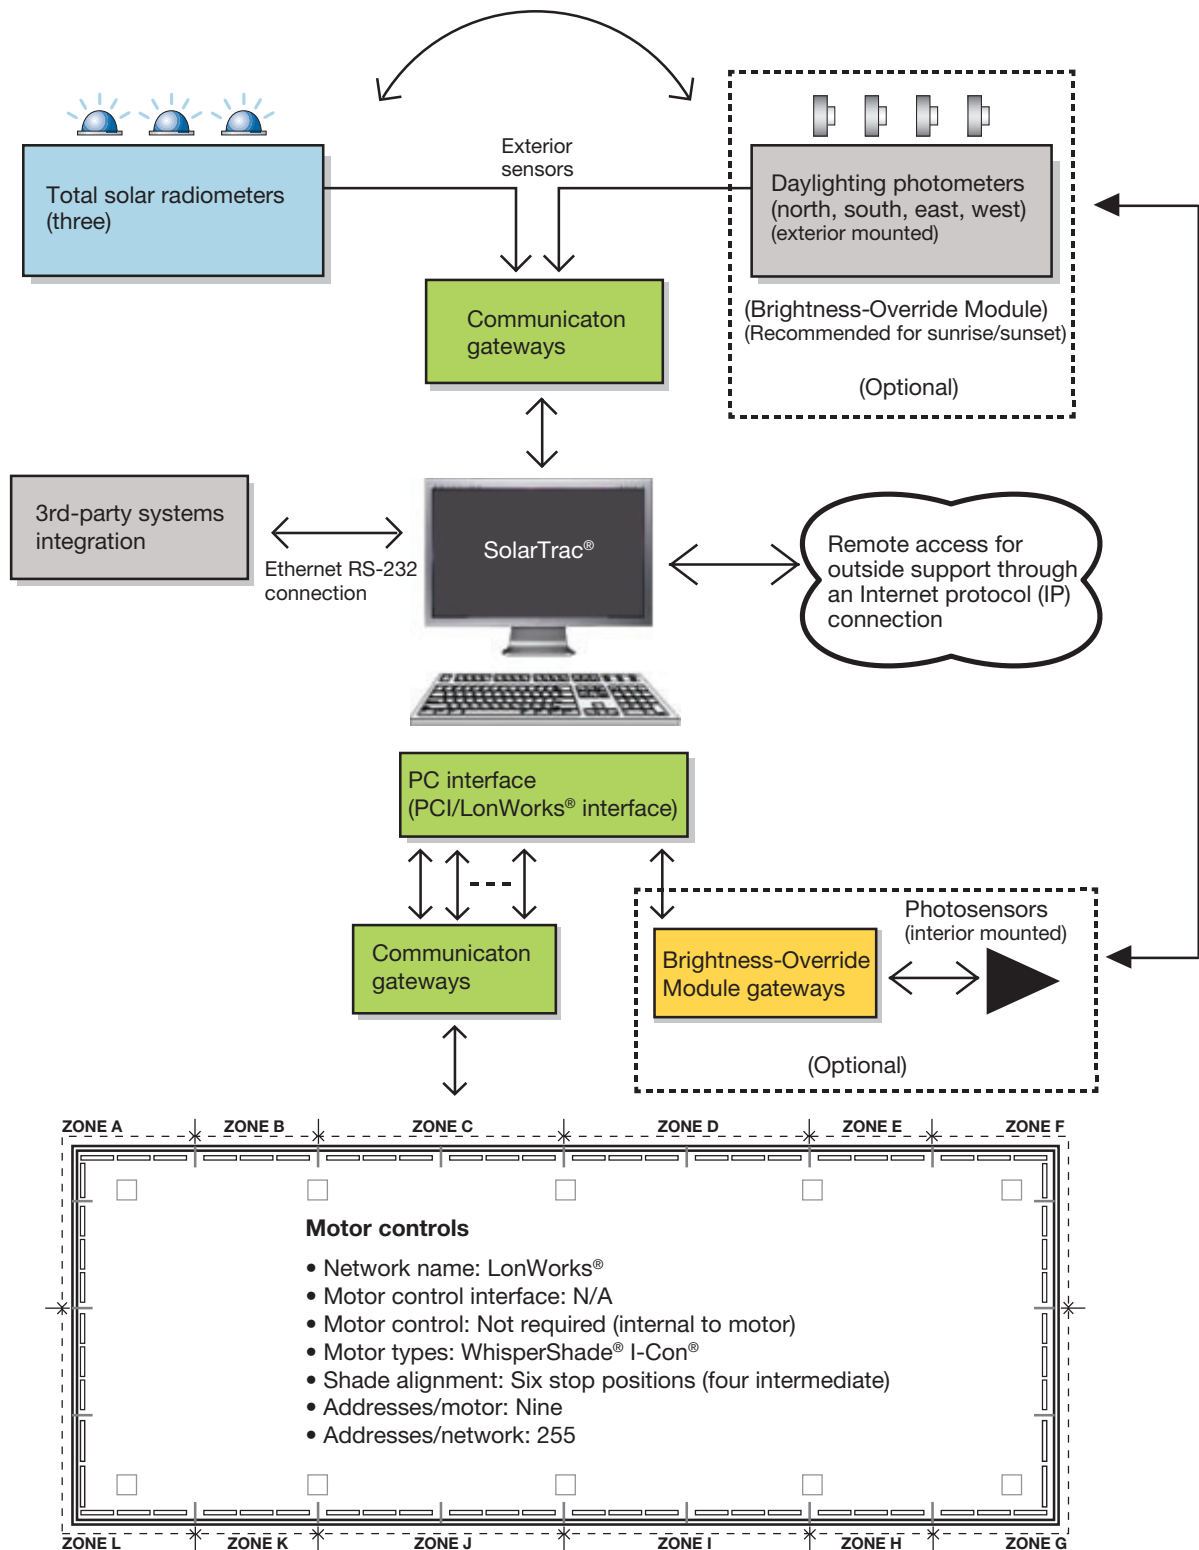 Exterior
sensors
Total solar radiometers
(three)
Daylighting photometers
(north, south, east, west)
(exterior mounted)
(Brightness-Override Module)
(Recommended for sunrise/sunset)
(Optional)
Communicaton
gateways
3rd-party systems
integration
Ethernet RS-232
connection
SolarTrac®
Remote access for
outside support through
an Internet protocol (IP)
connection
PC interface
(PCI/LonWorks® interface)
Communicaton
gateways
Brightness-Override
Module gateways
Photosensors
(interior mounted)
(Optional)
ZONE A
ZONE B
ZONE C
ZONE D
ZONE E
ZONE F
Motor controls
• Network name: LonWorks®
• Motor control interface: N/A
• Motor control: Not required (internal to motor)
• Motor types: WhisperShade® I-Con®
• Shade alignment: Six stop positions (four intermediate)
• Addresses/motor: Nine
• Addresses/network: 255
ZONE L
ZONE K
ZONE J
ZONE I
ZONE H
ZONE G